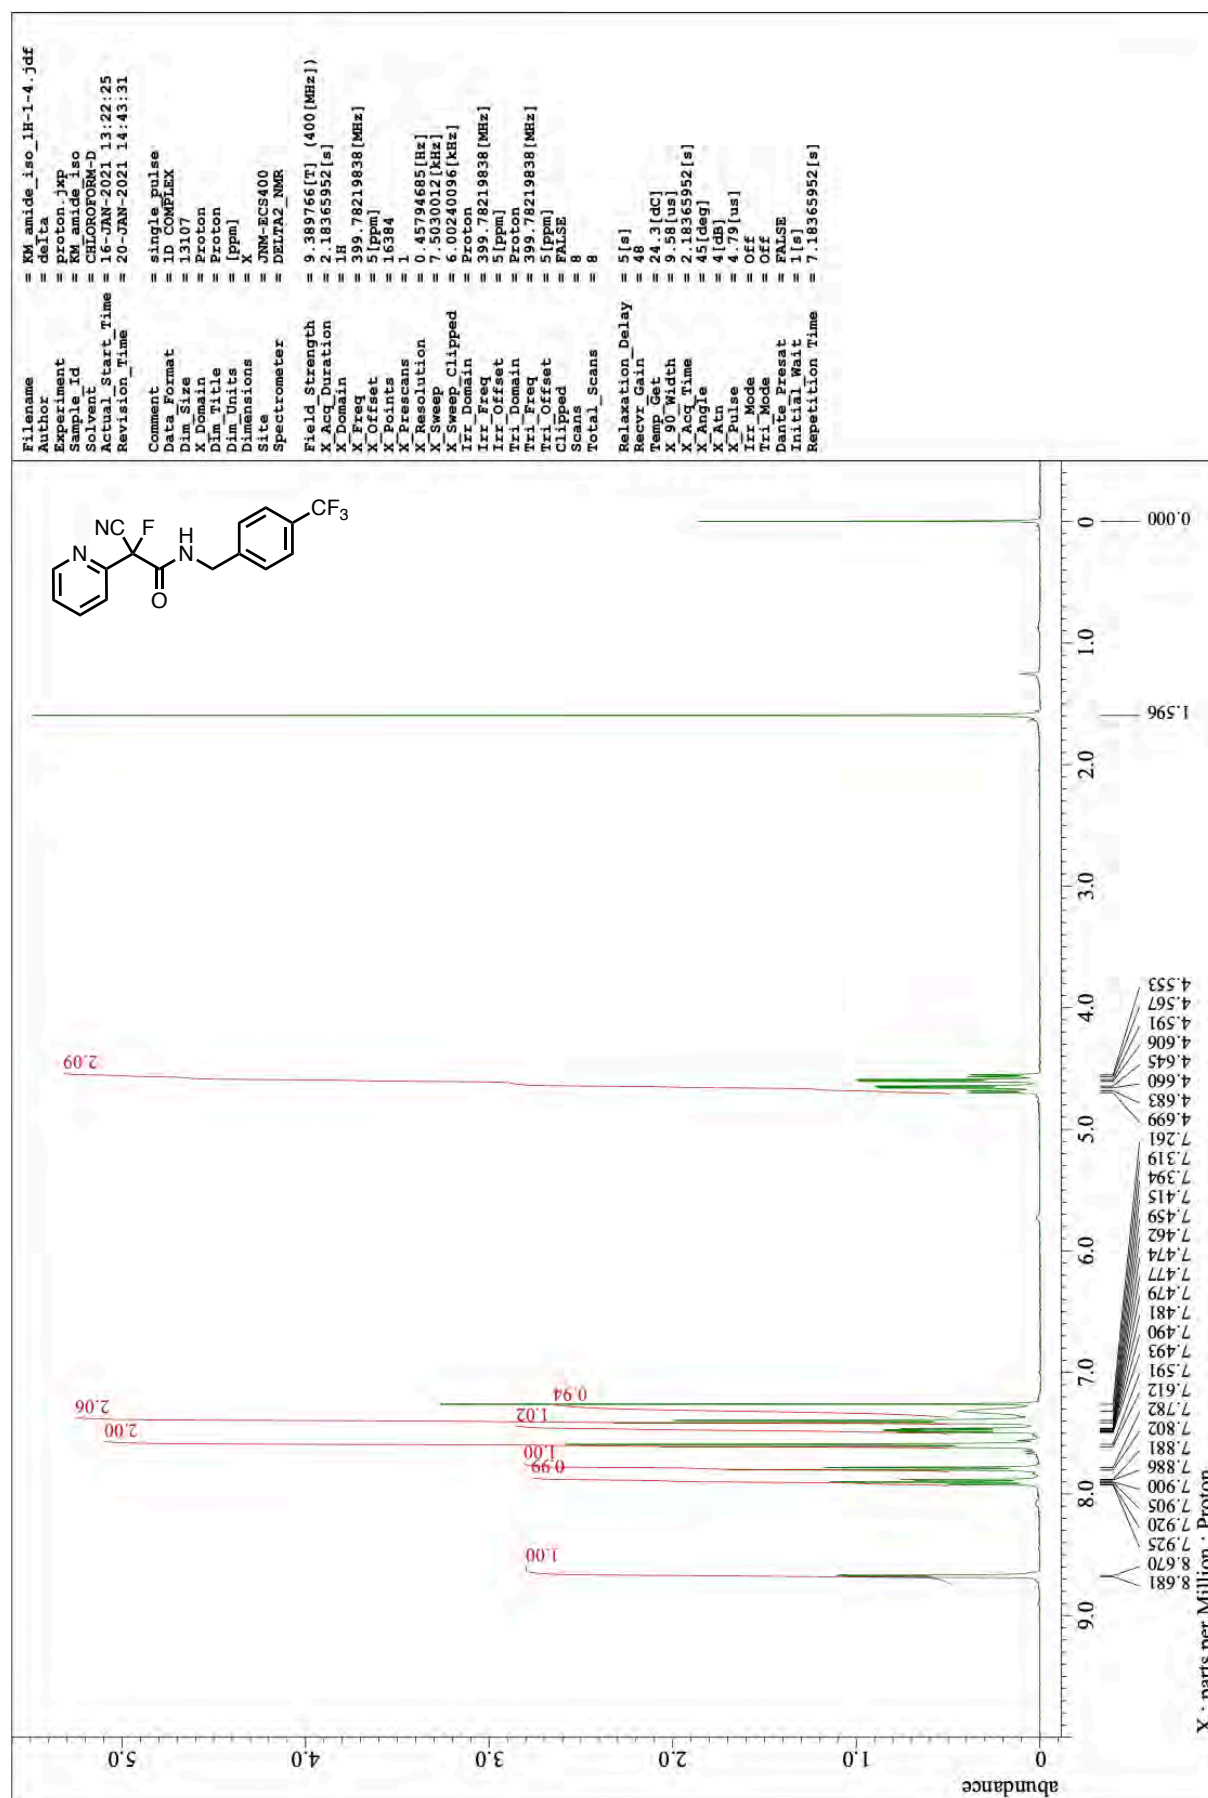 Filename = KM amide_iso_1H-1-4.jdf
Author = delta
Experiment = proton.jxp
Sample_Id = KM amide_iso
Solvent = CHLOROFORM-D
Actual_Start_Time = 16-JAN-2021 13:22:25
Revision_Time = 20-JAN-2021 14:43:31
Comment = single_pulse
Data_Format = 1D COMPLEX
Dim_Size = 13107
X_Domain = Proton
Dim_Title = Proton
Dim_Units = [ppm]
Dimensions = X
Site = JNM-ECS400
Spectrometer = DELTA2_NMR
Field_Strength = 9.389766[T] (400[MHz])
X_Acq_Duration = 2.18365952[s]
X_Domain = 1H
X_Freq = 399.78219838[MHz]
X_Offset = 5[ppm]
X_Points = 16384
X_Prescans = 1
X_Resolution = 0.45794685[Hz]
X_Sweep = 7.5030012[kHz]
X_Sweep_Clipped = 6.00240096[kHz]
Irr_Domain = Proton
Irr_Freq = 399.78219838[MHz]
Irr_Offset = 5[ppm]
Tri_Domain = Proton
Tri_Freq = 399.78219838[MHz]
Tri_Offset = 5[ppm]
Clipped = FALSE
Scans = 8
Total_Scans = 8
Relaxation_Delay = 5[s]
Recvr_Gain = 48
Temp_Get = 24.3[dC]
X_90_Width = 9.58[us]
X_Acq_Time = 2.18365952[s]
X_Angle = 45[deg]
X_Atn = 4[dB]
X_Pulse = 4.79[us]
Irr_Mode = Off
Tri_Mode = Off
Dante_Presat = FALSE
Initial_Wait = 1[s]
Repetition_Time = 7.18365952[s]
NC F H CF3
N N
O
abundance
0 1.0 2.0 3.0 4.0 5.0
1.00
0.99
1.00
2.00
1.02
2.06
0.94
2.09
9.0 8.0 7.0 6.0 5.0 4.0 3.0 2.0 1.0 0
8.681
8.670
7.925
7.920
7.905
7.900
7.886
7.881
7.802
7.782
7.612
7.591
7.493
7.490
7.481
7.479
7.477
7.474
7.462
7.459
7.415
7.394
7.319
7.261
4.699
4.683
4.660
4.645
4.606
4.591
4.567
4.553
1.596
0.000
X : parts per Million : Proton